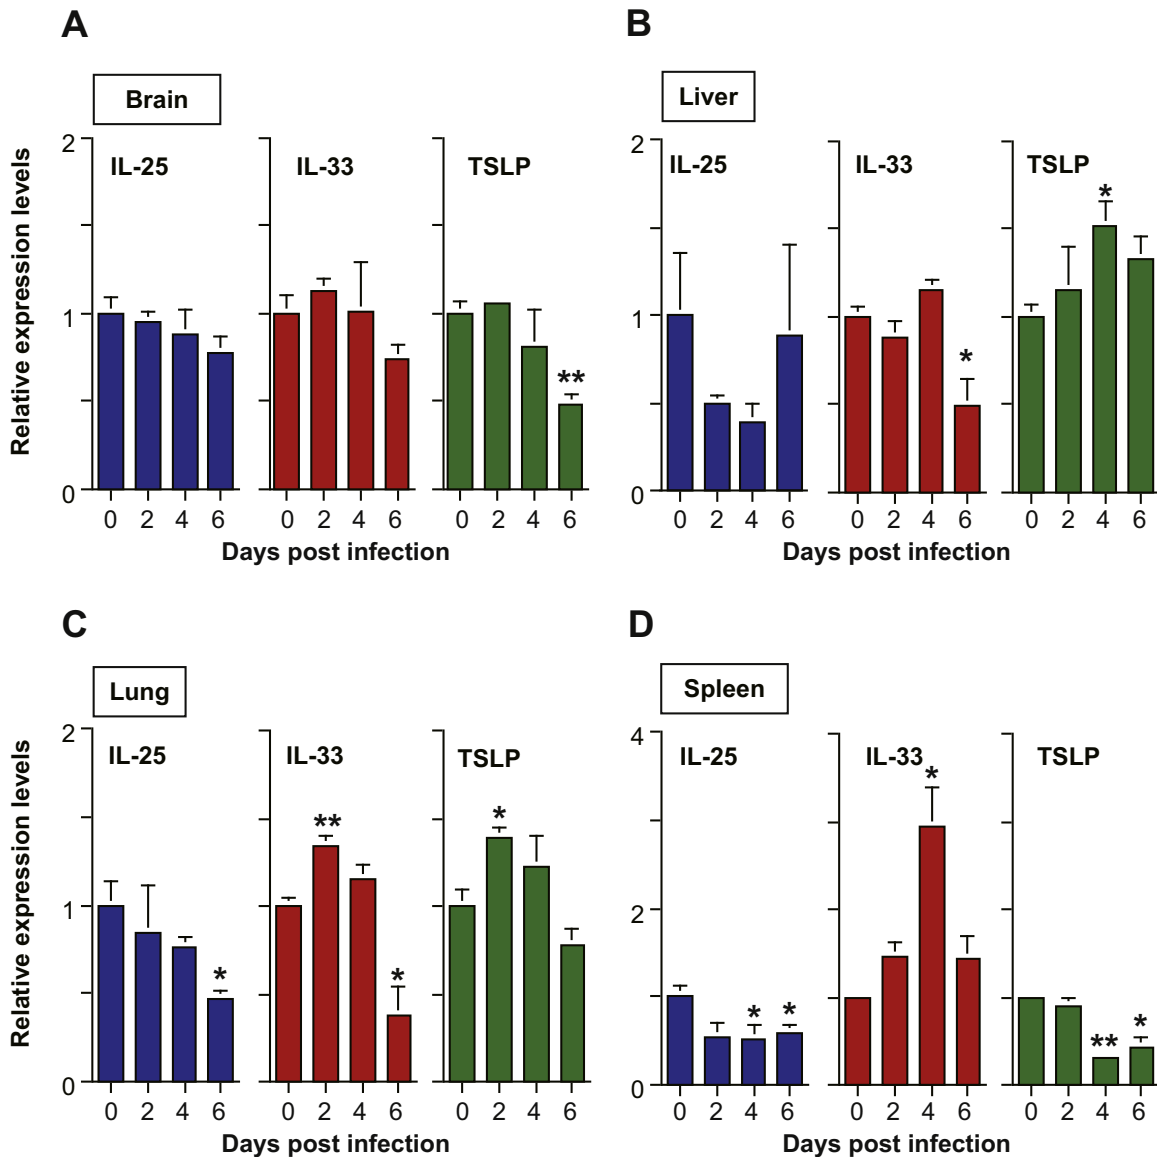 A
Brain
Relative expression levels
2
1
0
IL-25
IL-33
TSLP
**
0 2 4 6
0 2 4 6
0 2 4 6
Days post infection
B
Liver
2
1
0
IL-25
IL-33
TSLP
*
*
0 2 4 6
0 2 4 6
0 2 4 6
Days post infection
C
Lung
Relative expression levels
2
1
0
IL-25
IL-33
TSLP
*
**
*
*
0 2 4 6
0 2 4 6
0 2 4 6
Days post infection
D
Spleen
4
2
0
IL-25
IL-33
TSLP
* *
*
** *
0 2 4 6
0 2 4 6
0 2 4 6
Days post infection